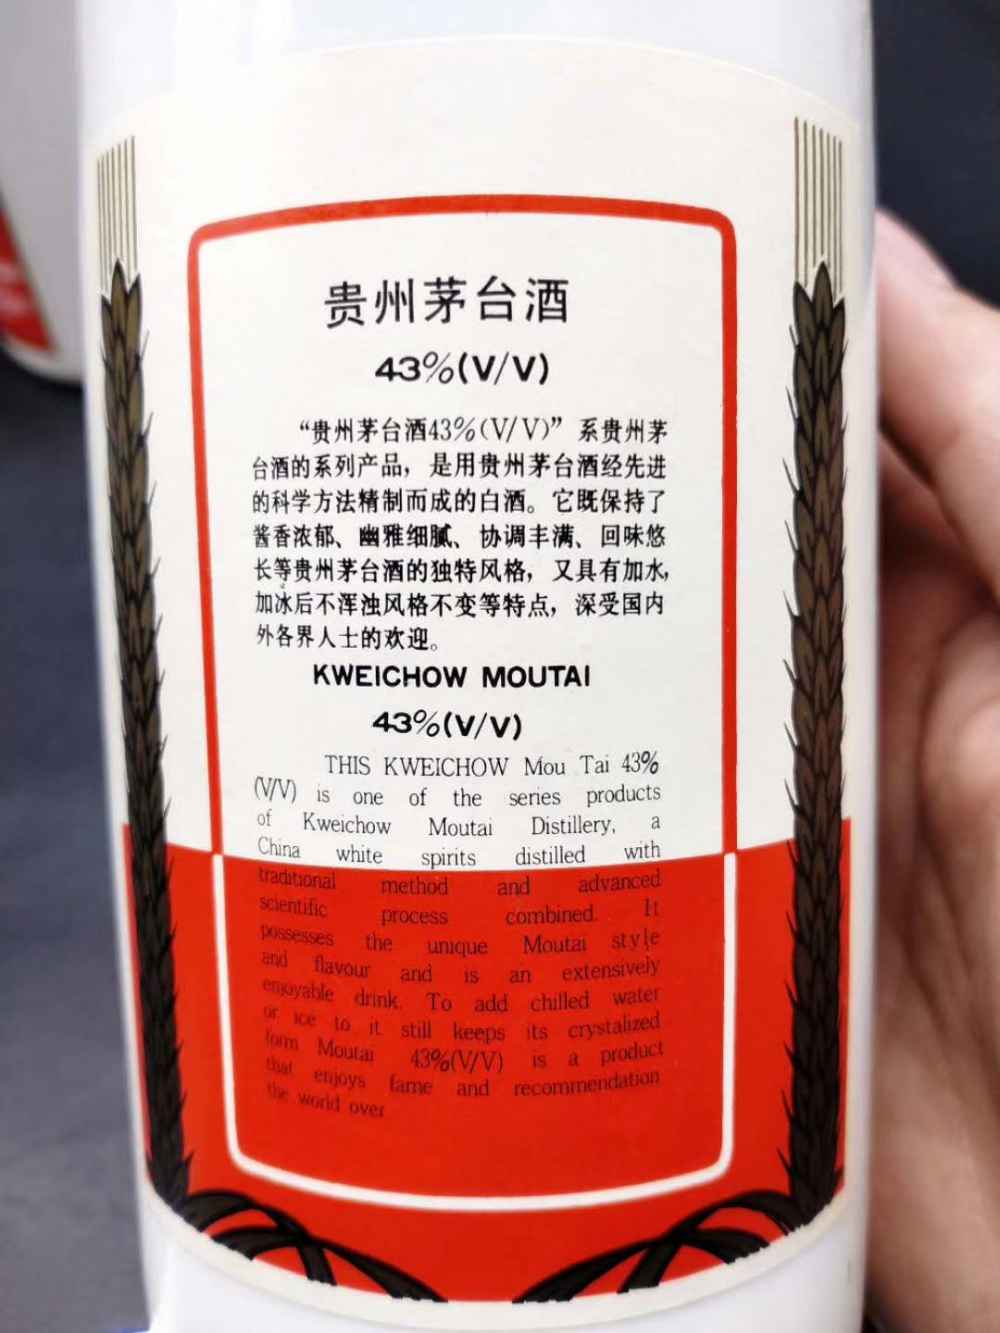 贵州茅台酒
43%(V/V)
“贵州茅台酒43%(V/V)”系贵州茅
台酒的系列产品，是用贵州茅台酒经先进
的科学方法精制而成的白酒。它既保持了
酱香浓郁、幽雅细腻、协调丰满、回味悠
长等贵州茅台酒的独特风格，又具有加水，
加冰后不浑浊风格不变等特点，深受国内
外各界人士的欢迎。
KWEICHOW MOUTAI
43%(V/V)
THIS KWEICHOW Mou Tai 43%
(V/V) is one of the series products
of Kweichow Moutai Distillery, a
China white spirits distilled with
traditional method and advanced
scientific process combined. It
possesses the unique Moutai style
and flavour and is an extensively
enjoyable drink. To add chilled water
or ice to it still keeps its crystalized
form Moutai 43%(V/V) is a product
that enjoys fame and recommendation
the world over